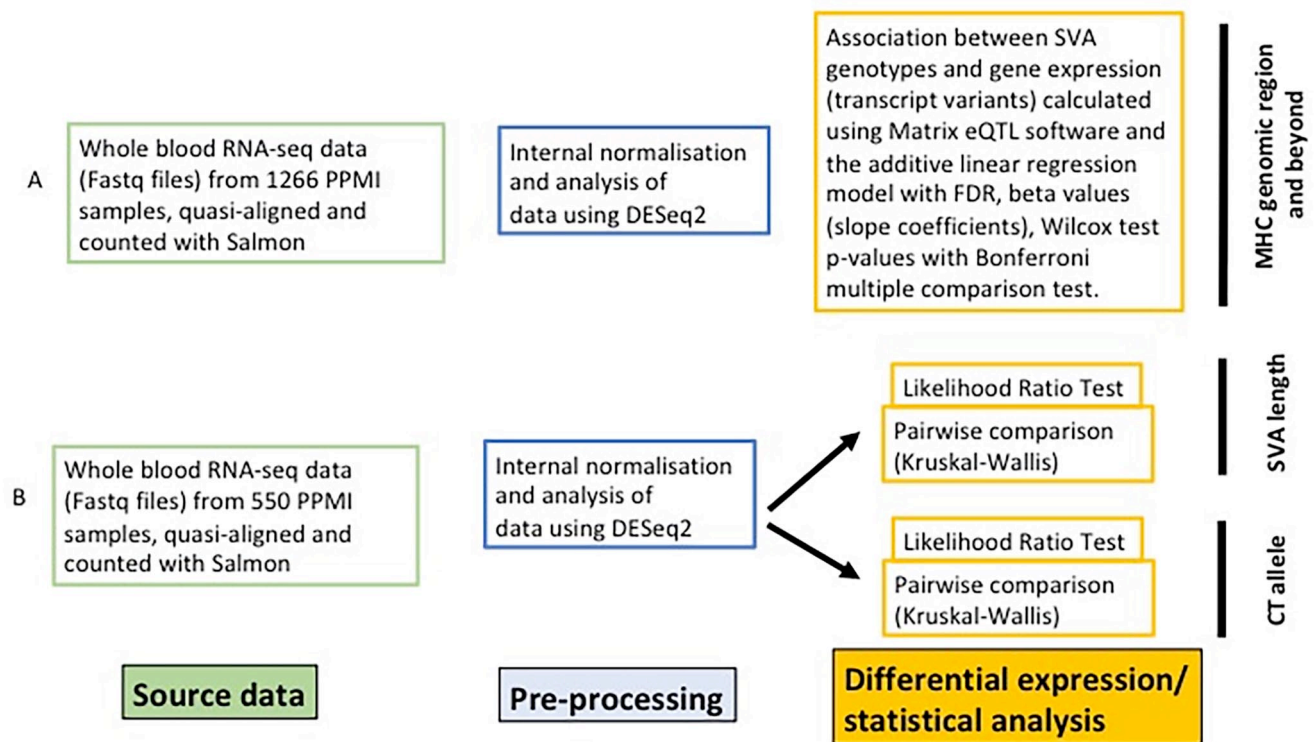 A
Whole blood RNA-seq data
(Fastq files) from 1266 PPMI
samples, quasi-aligned and
counted with Salmon
Internal normalisation
and analysis of
data using DESeq2
Association between SVA
genotypes and gene expression
(transcript variants) calculated
using Matrix eQTL software and
the additive linear regression
model with FDR, beta values
(slope coefficients), Wilcox test
p-values with Bonferroni
multiple comparison test.
MHC genomic region
and beyond
B
Whole blood RNA-seq data
(Fastq files) from 550 PPMI
samples, quasi-aligned and
counted with Salmon
Internal normalisation
and analysis of
data using DESeq2
Likelihood Ratio Test
Pairwise comparison
(Kruskal-Wallis)
SVA length
Likelihood Ratio Test
Pairwise comparison
(Kruskal-Wallis)
CT allele
Source data
Pre-processing
Differential expression/
statistical analysis